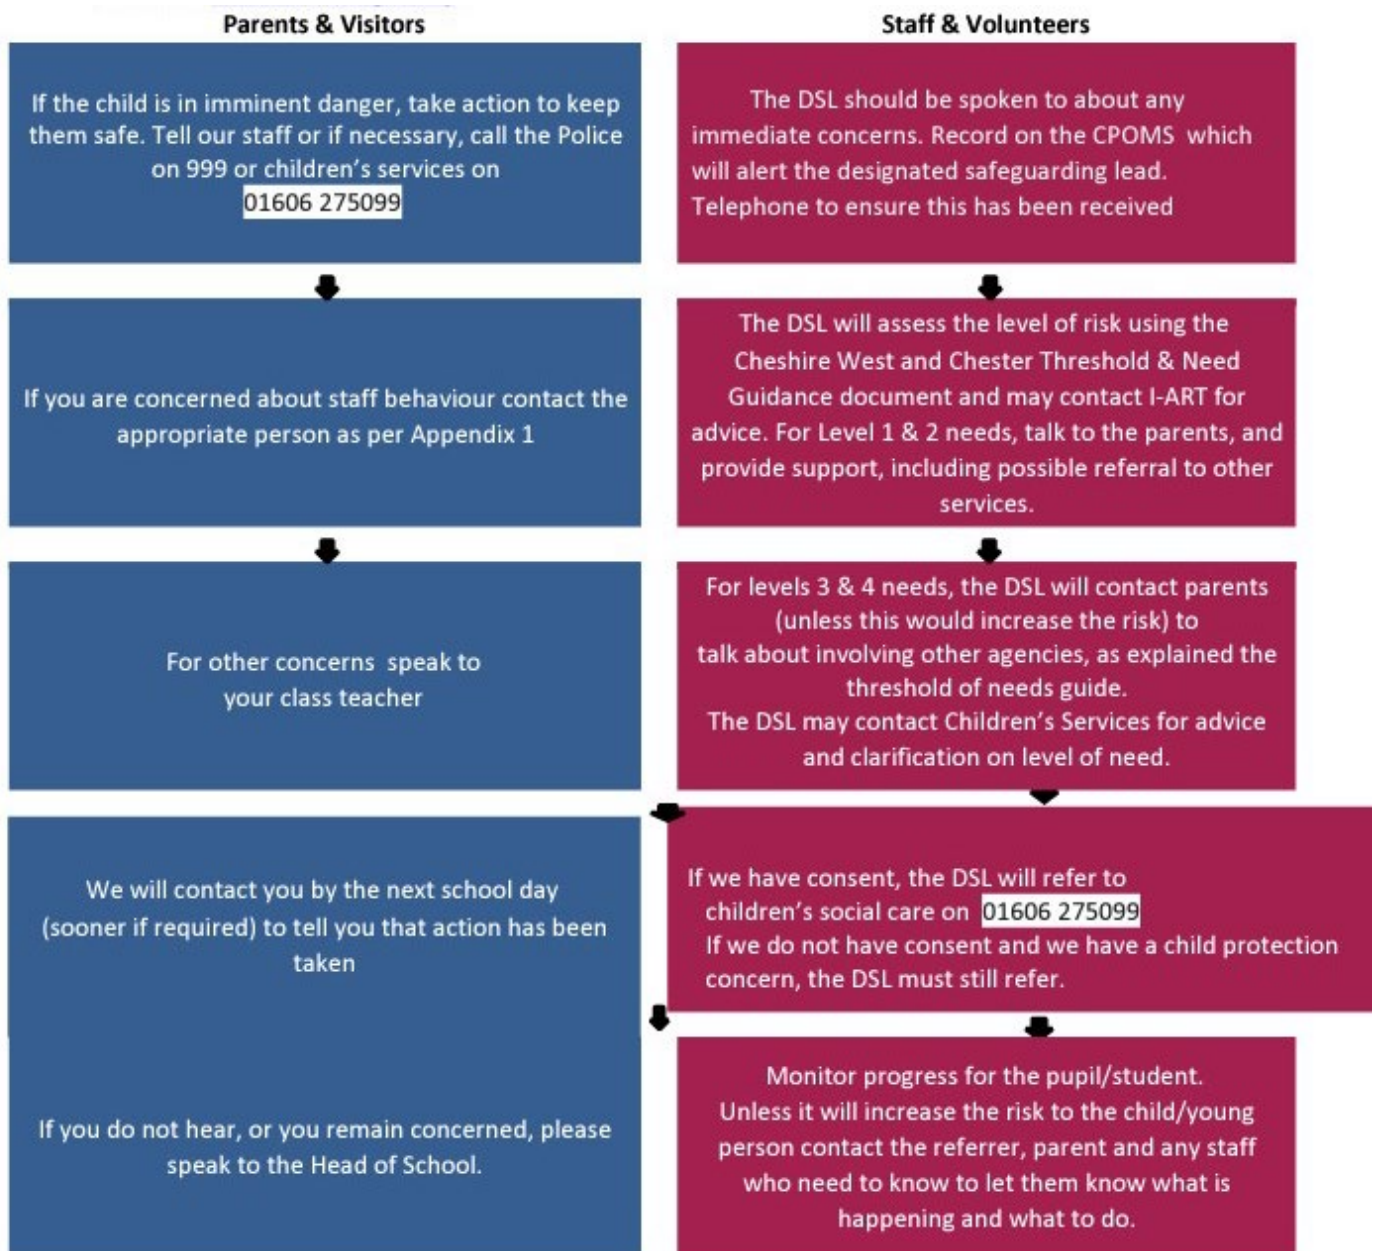 Parents & Visitors
If the child is in imminent danger, take action to keep
them safe. Tell our staff or if necessary, call the Police
on 999 or children's services on
01606 275099
If you are concerned about staff behaviour contact the
appropriate person as per Appendix 1
For other concerns speak to
your class teacher
We will contact you by the next school day
(sooner if required) to tell you that action has been
taken
If you do not hear, or you remain concerned, please
speak to the Head of School.
Staff & Volunteers
The DSL should be spoken to about any
immediate concerns. Record on the CPOMS which
will alert the designated safeguarding lead.
Telephone to ensure this has been received
The DSL will assess the level of risk using the
Cheshire West and Chester Threshold & Need
Guidance document and may contact I-ART for
advice. For Level 1 & 2 needs, talk to the parents, and
provide support, including possible referral to other
services.
For levels 3 & 4 needs, the DSL will contact parents
(unless this would increase the risk) to
talk about involving other agencies, as explained the
threshold of needs guide.
The DSL may contact Children's Services for advice
and clarification on level of need.
If we have consent, the DSL will refer to
children's social care on 01606 275099
If we do not have consent and we have a child protection
concern, the DSL must still refer.
Monitor progress for the pupil/student.
Unless it will increase the risk to the child/young
person contact the referrer, parent and any staff
who need to know to let them know what is
happening and what to do.